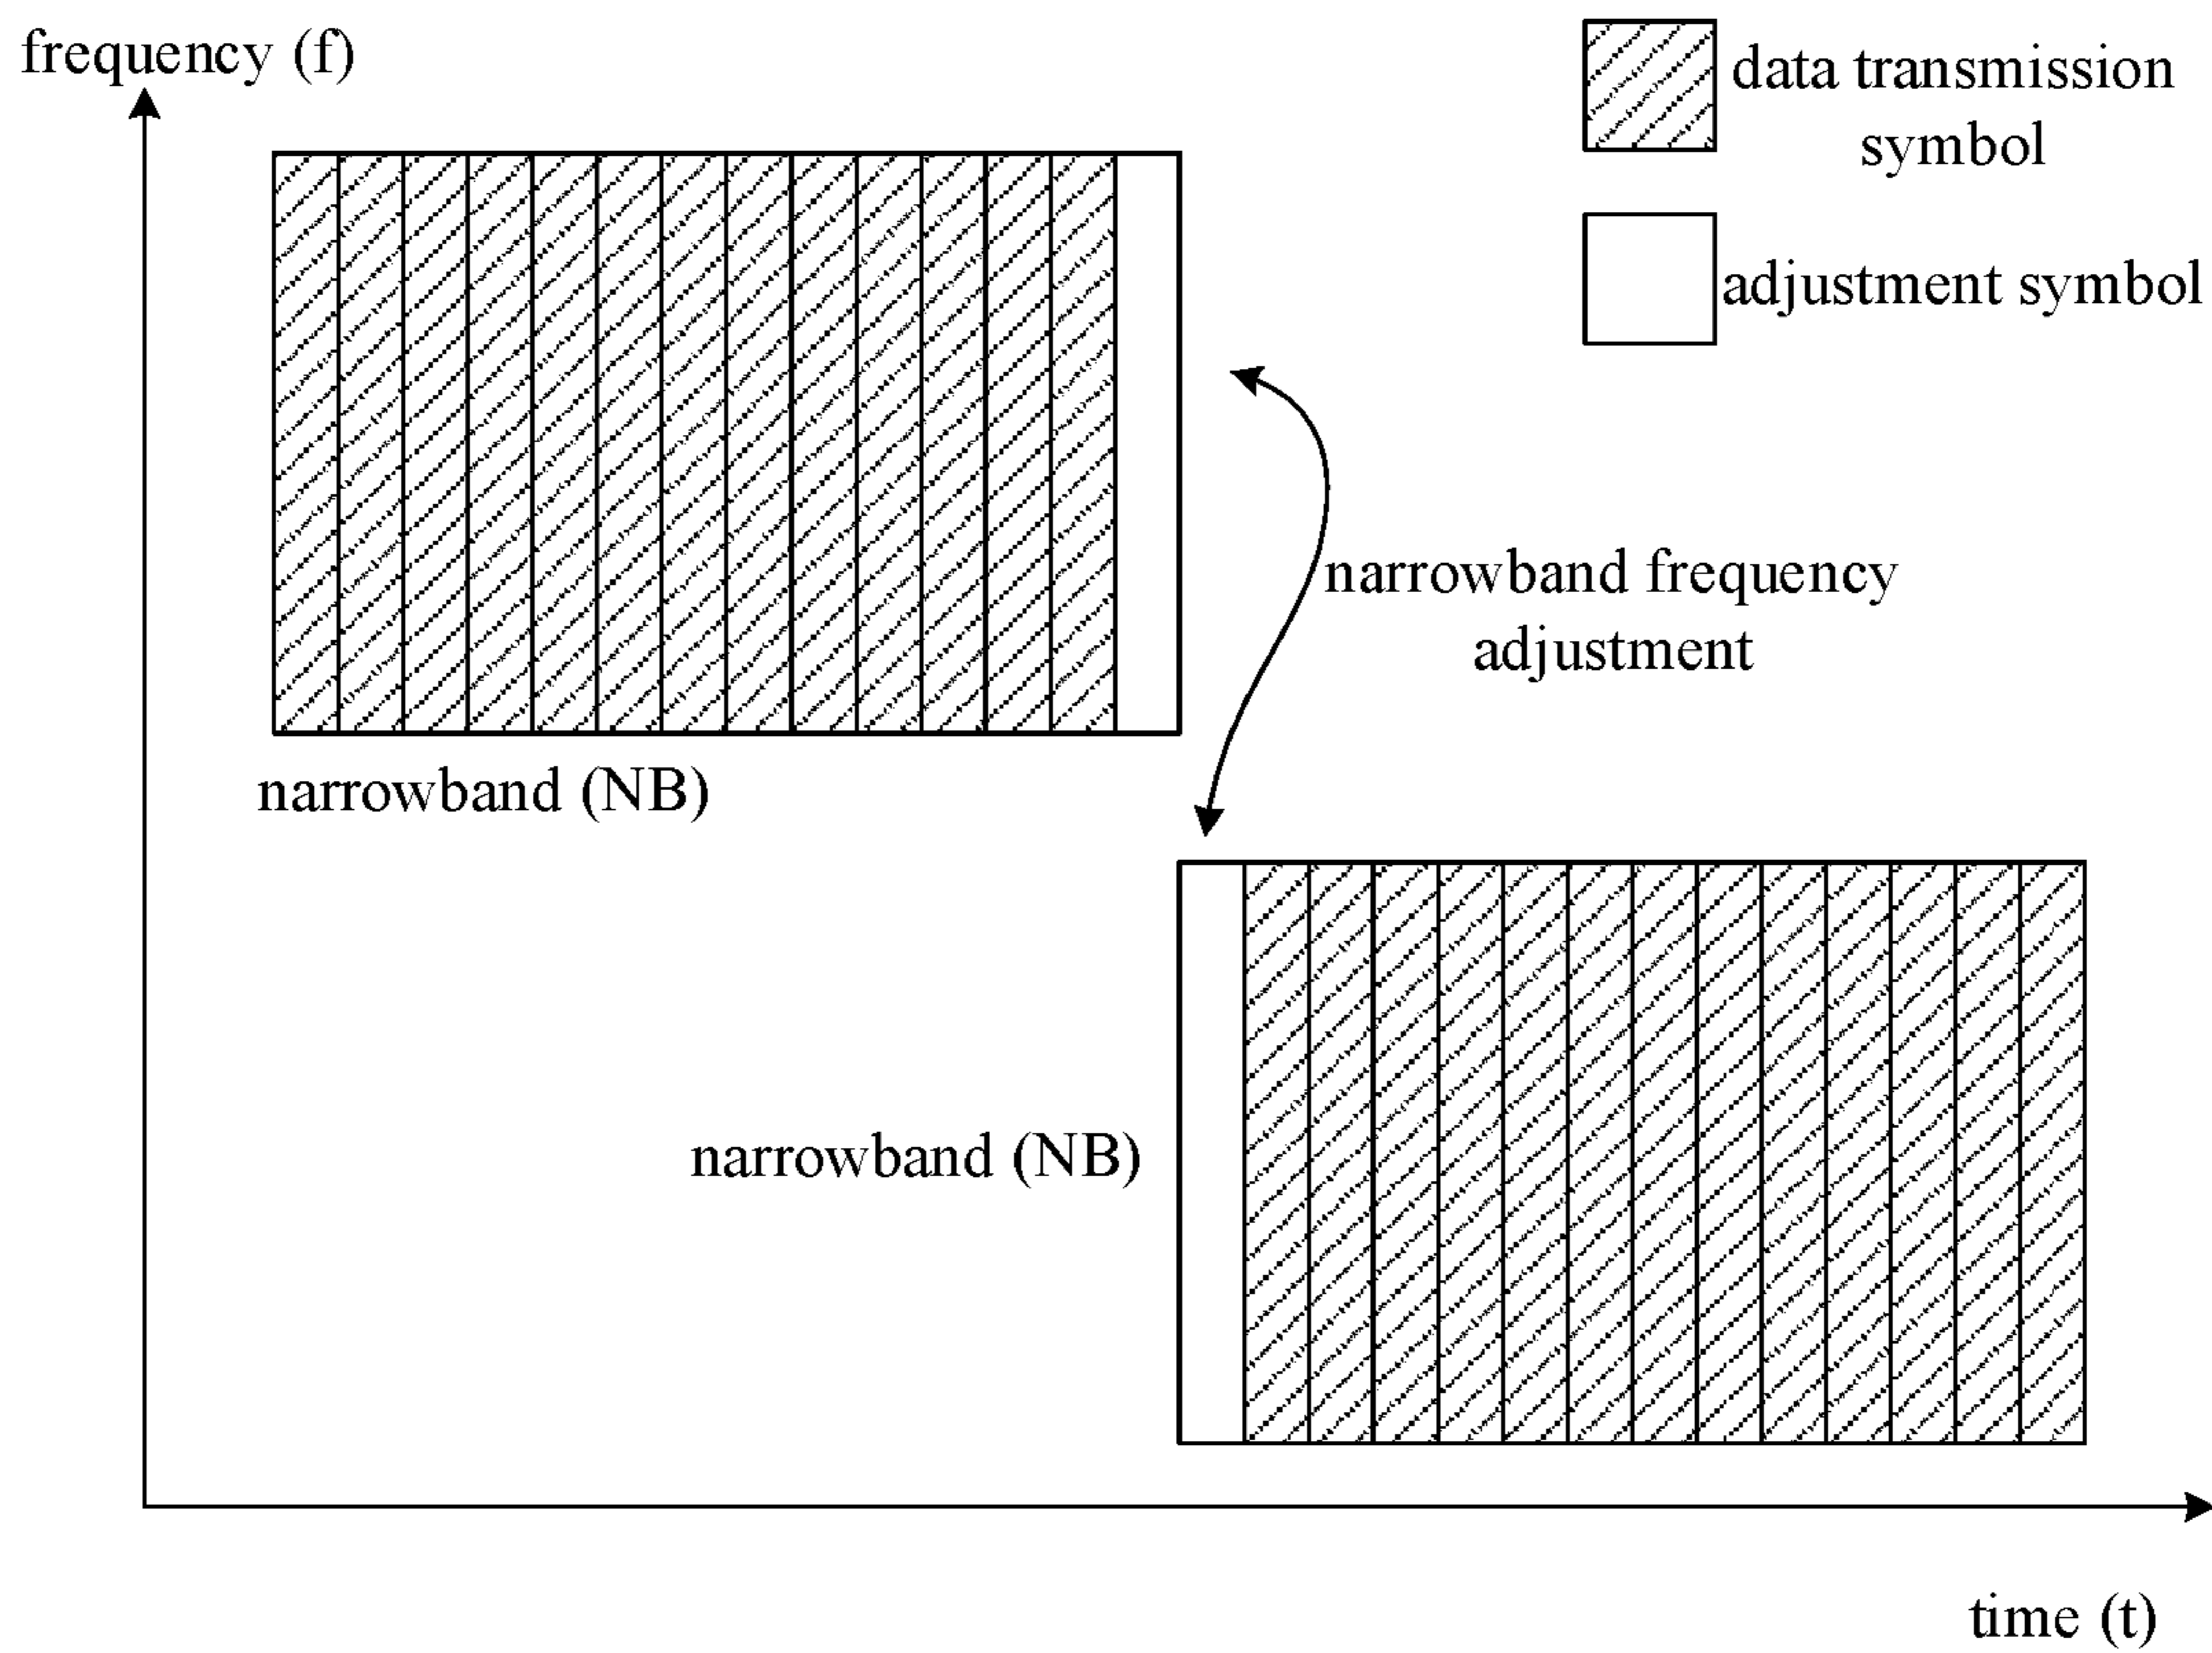 frequency (f)
data transmission
symbol
adjustment symbol
narrowband frequency
adjustment
narrowband (NB)
narrowband (NB)
time (t)